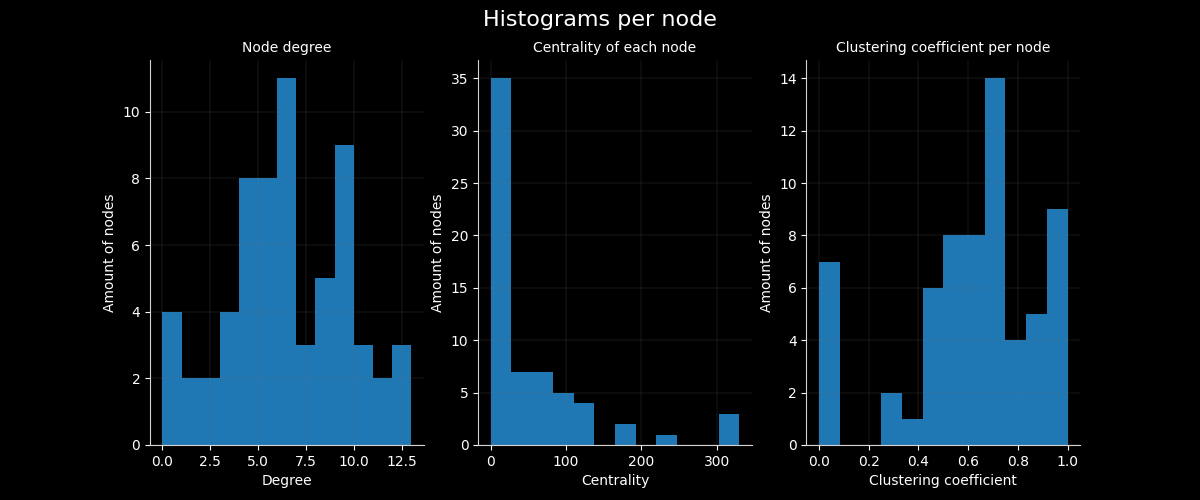 Histograms per node
Node degree
Amount of nodes
10
8
6
4
2
0
0.0 2.5 5.0 7.5 10.0 12.5
Degree
Centrality of each node
Amount of nodes
35
30
25
20
15
10
5
0
0 100 200 300
Centrality
Clustering coefficient per node
Amount of nodes
14
12
10
8
6
4
2
0
0.0 0.2 0.4 0.6 0.8 1.0
Clustering coefficient